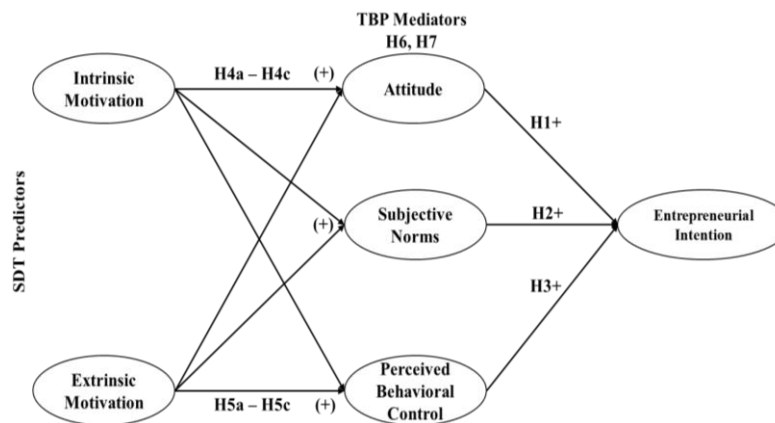 TBP Mediators
H6, H7
Intrinsic
Motivation
H4a – H4c (+)
Attitude
H1+
SDT Predictors
(+)
Subjective
Norms
H2+
Entrepreneurial
Intention
H3+
Extrinsic
Motivation
H5a – H5c (+)
Perceived
Behavioral
Control